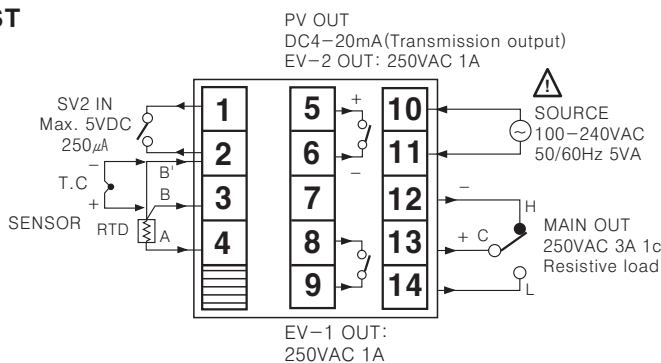 ST
PV OUT
DC4-20mA(Transmission output)
EV-2 OUT: 250VAC 1A
SV2 IN
Max. 5VDC
250㎂
1
2
3
4
5
6
7
8
9
10
11
12
13
14
+
−
SOURCE
100-240VAC
50/60Hz 5VA
−
T.C
+
B'
B
A
SENSOR
RTD
−
H
+ C
L
MAIN OUT
250VAC 3A 1c
Resistive load
EV-1 OUT:
250VAC 1A